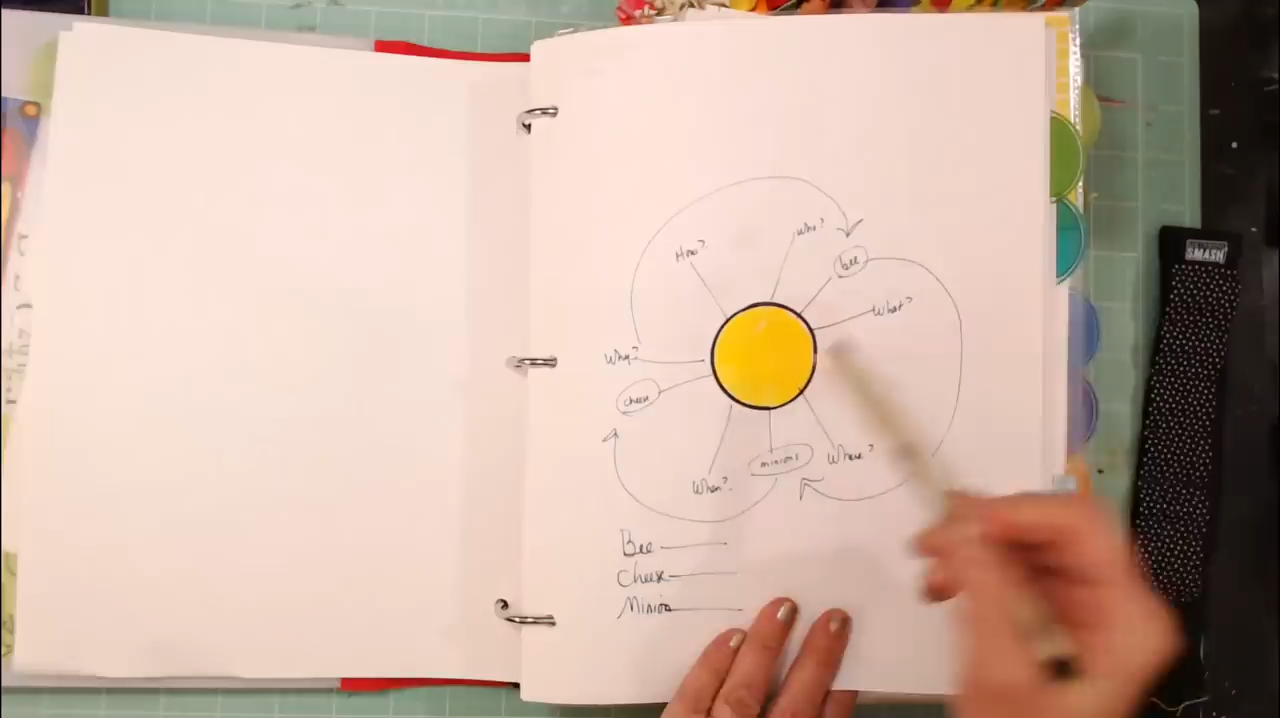 Who?
How?
bee
What?
Why?
cheese
minions
Where?
When?
Bee
Cheese
Minion
SMASH